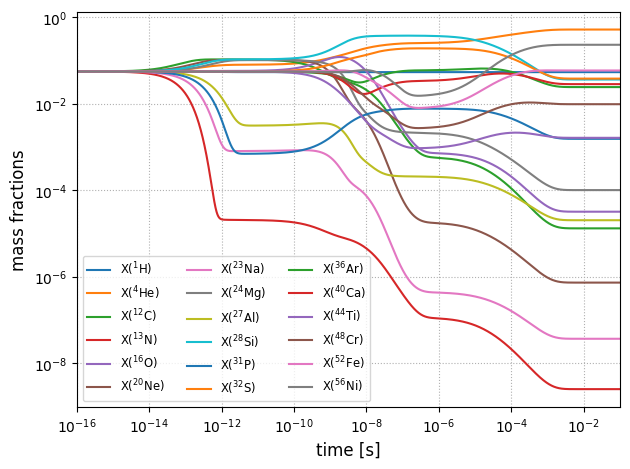 10⁰
10⁻²
10⁻⁴
10⁻⁶
10⁻⁸
mass fractions
X(¹H)
X(⁴He)
X(¹²C)
X(¹³N)
X(¹⁶O)
X(²⁰Ne)
X(²³Na)
X(²⁴Mg)
X(²⁷Al)
X(²⁸Si)
X(³¹P)
X(³²S)
X(³⁶Ar)
X(⁴⁰Ca)
X(⁴⁴Ti)
X(⁴⁸Cr)
X(⁵²Fe)
X(⁵⁶Ni)
10⁻¹⁶ 10⁻¹⁴ 10⁻¹² 10⁻¹⁰ 10⁻⁸ 10⁻⁶ 10⁻⁴ 10⁻²
time [s]